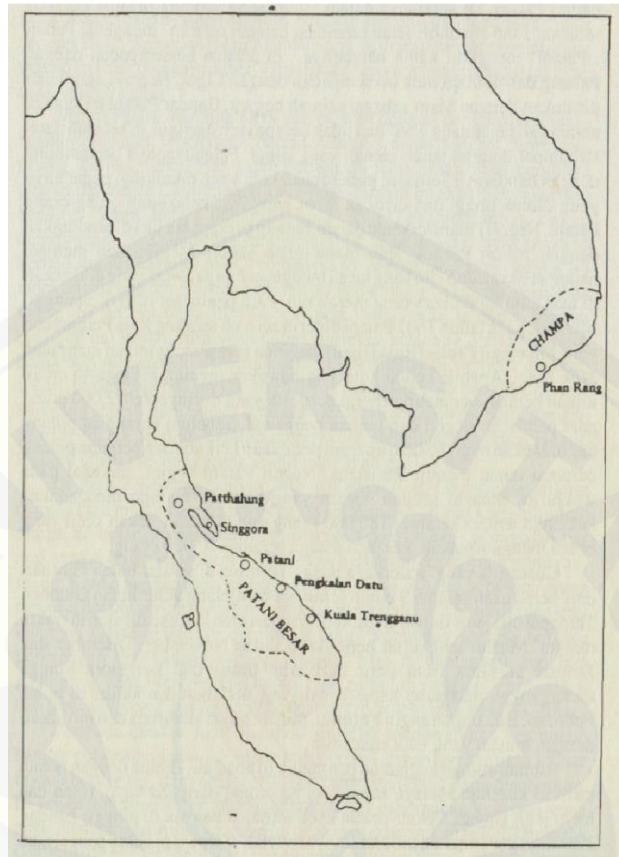 CHAMPA
Phan Rang
Patthalung
Singgora
Patani
Pengkalan Datu
PATANI BESAR
Kuala Trengganu